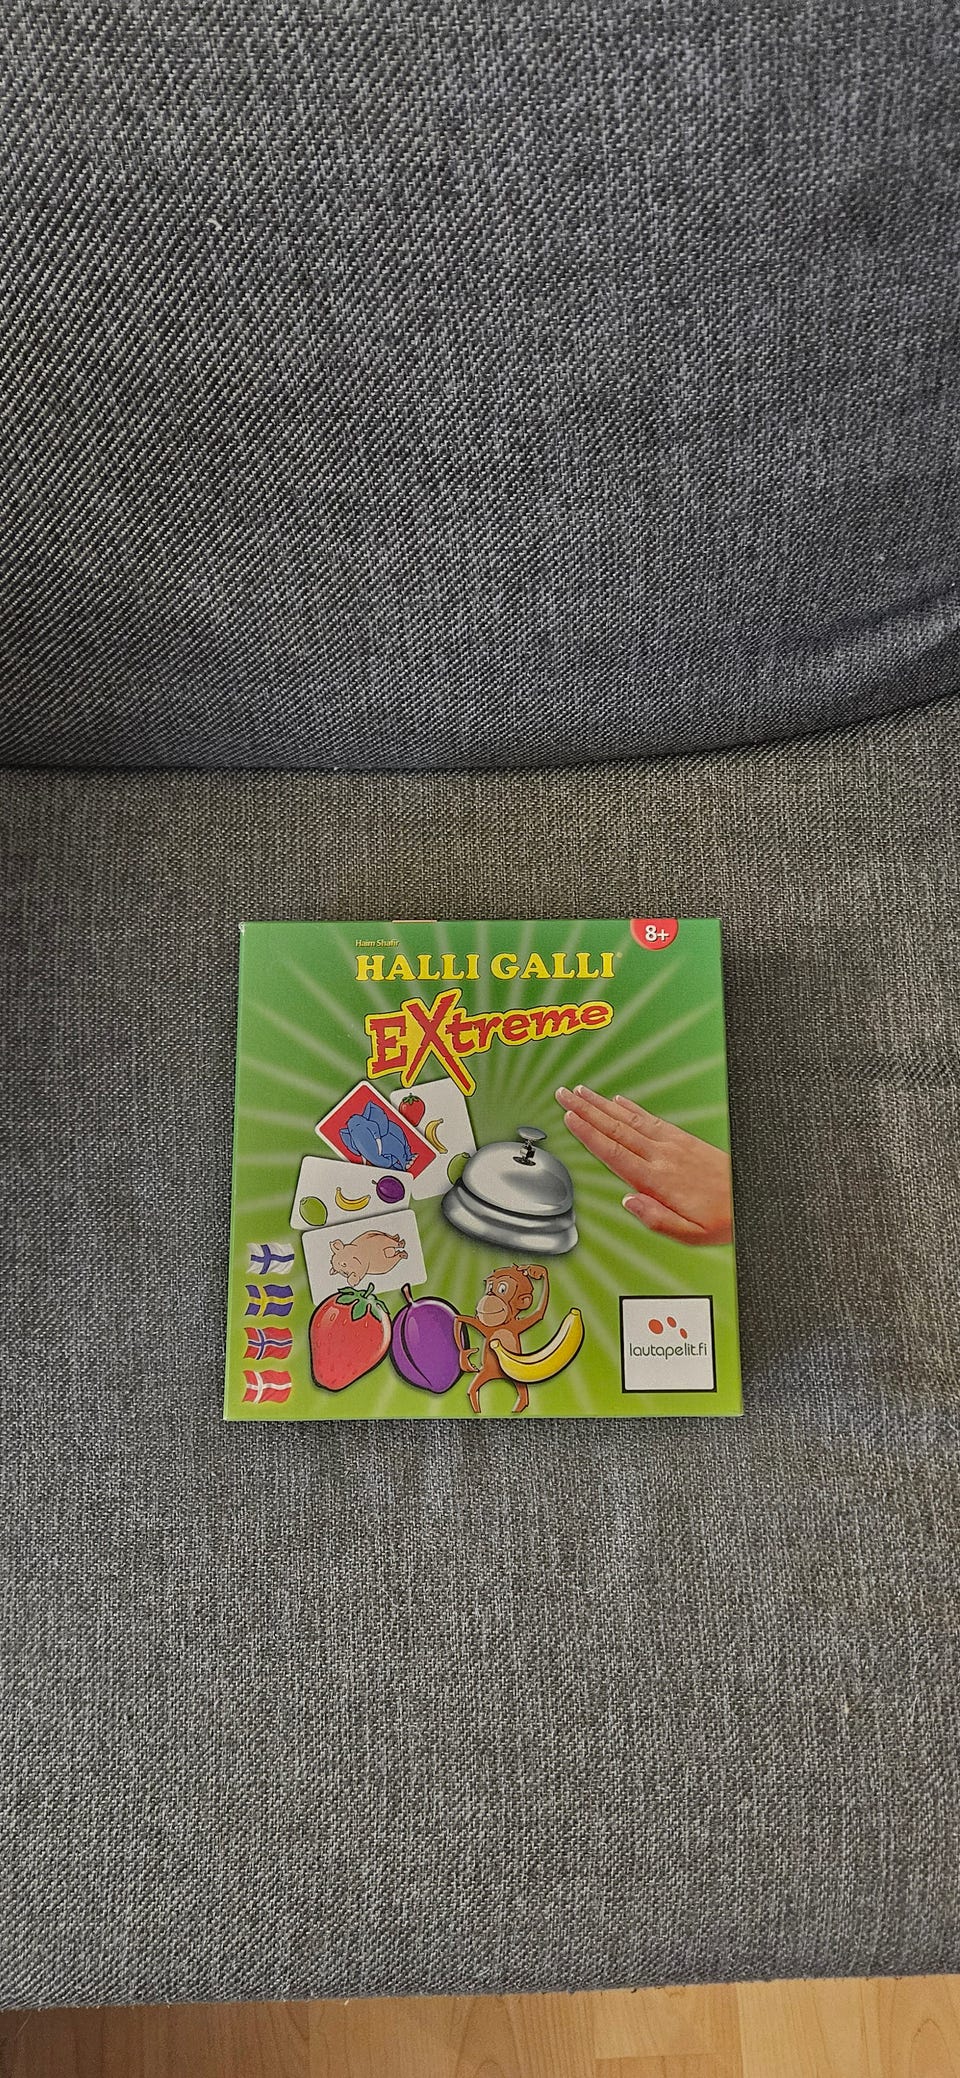 8+
Haim Shafir
HALLI GALLI®
EXtreme
lautapelit.fi